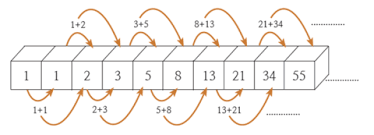 1+2 3+5 8+13 21+34 ..............
1 1 2 3 5 8 13 21 34 55 ..............
1+1 2+3 5+8 13+21 ..............